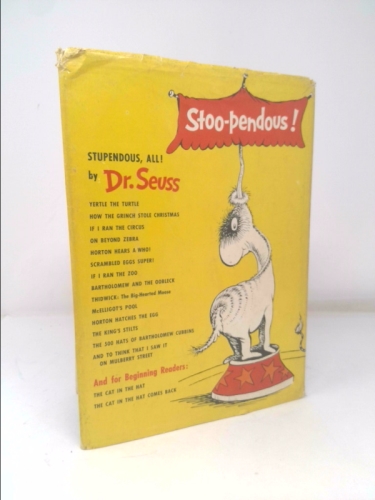 Stoo-pendous!
STUPENDOUS, ALL!
by Dr. Seuss
YERTLE THE TURTLE
HOW THE GRINCH STOLE CHRISTMAS
IF I RAN THE CIRCUS
ON BEYOND ZEBRA
HORTON HEARS A WHO!
SCRAMBLED EGGS SUPER!
IF I RAN THE ZOO
BARTHOLOMEW AND THE OOBLECK
THIDWICK: The Big-Hearted Moose
McELLIGOT'S POOL
HORTON HATCHES THE EGG
THE KING'S STILTS
THE 500 HATS OF BARTHOLOMEW CUBBINS
AND TO THINK THAT I SAW IT
ON MULBERRY STREET
And for Beginning Readers:
THE CAT IN THE HAT
THE CAT IN THE HAT COMES BACK